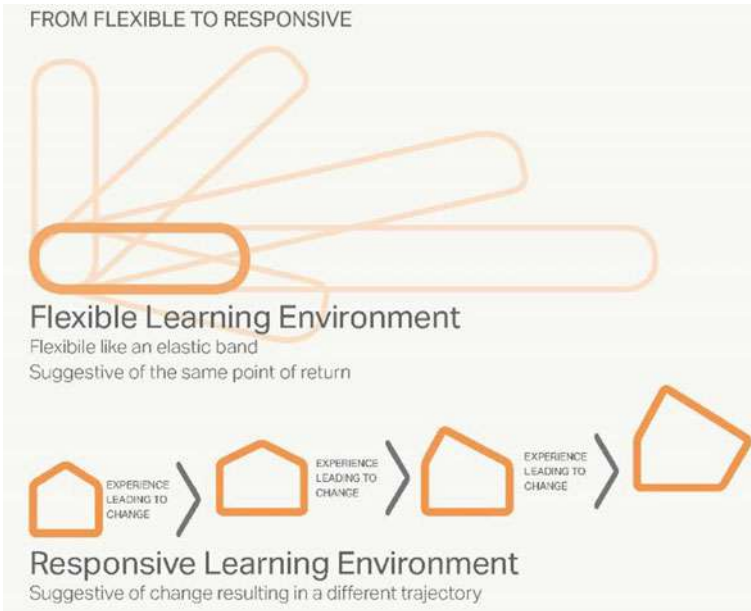 FROM FLEXIBLE TO RESPONSIVE
Flexible Learning Environment
Flexibile like an elastic band
Suggestive of the same point of return
EXPERIENCE
LEADING TO
CHANGE
EXPERIENCE
LEADING TO
CHANGE
EXPERIENCE
LEADING TO
CHANGE
Responsive Learning Environment
Suggestive of change resulting in a different trajectory